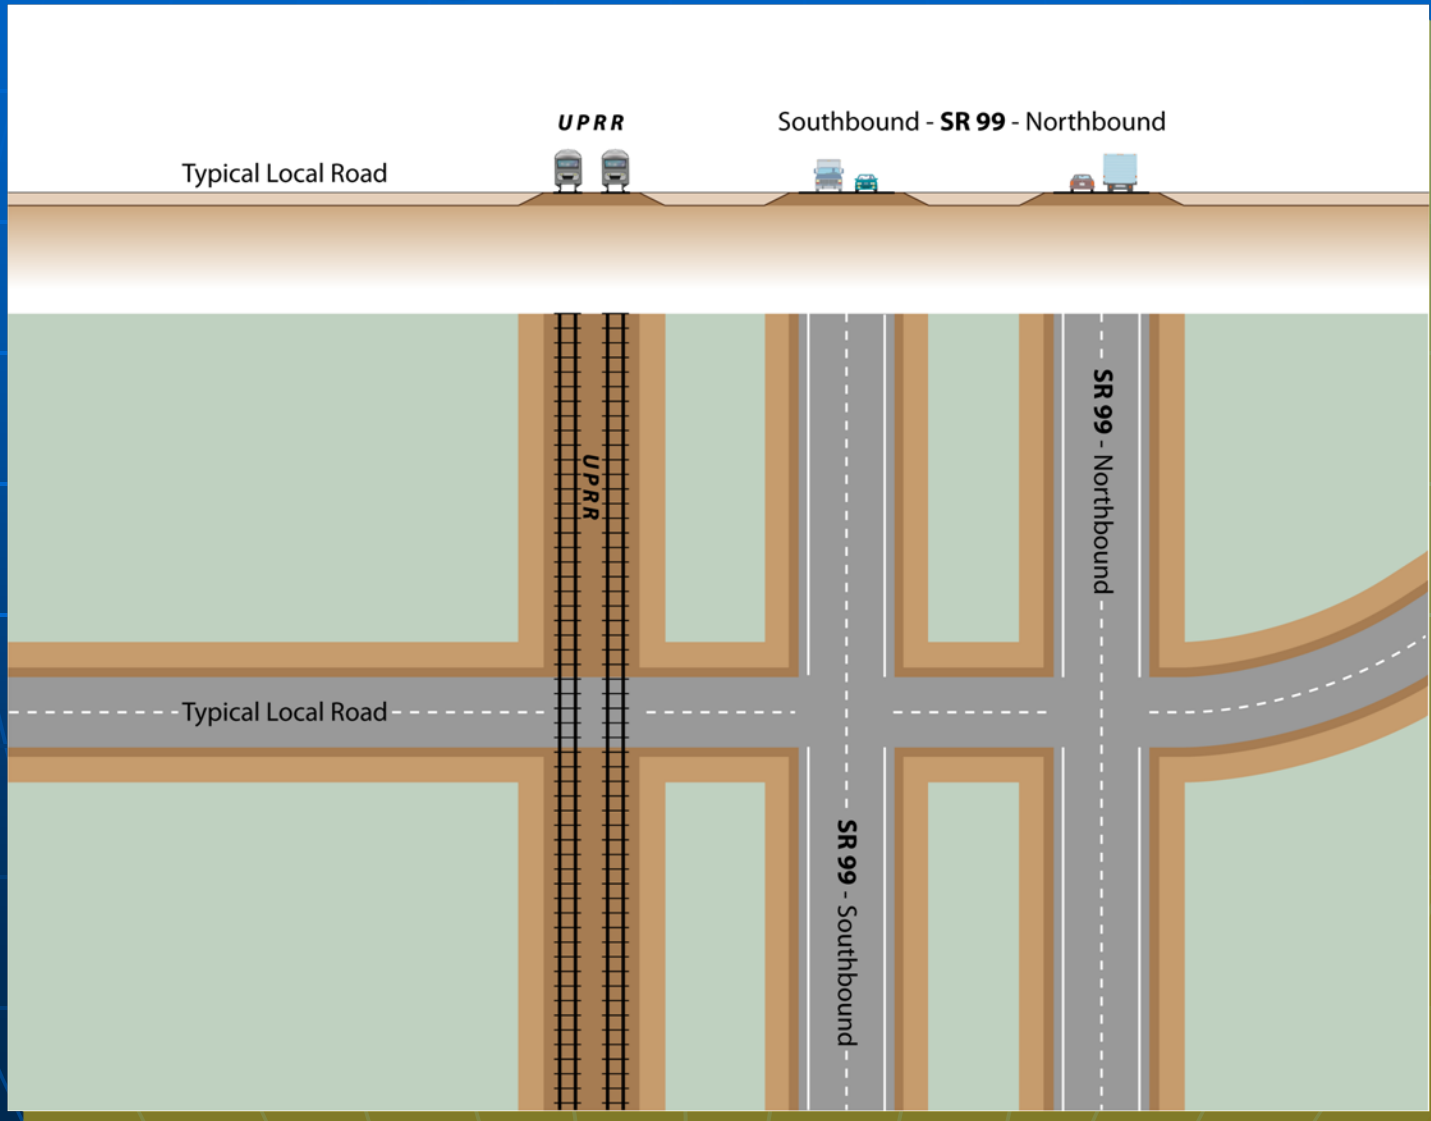 UPRR
Southbound - SR 99 - Northbound
Typical Local Road
SR 99 - Northbound
UPRR
Typical Local Road
SR 99 - Southbound